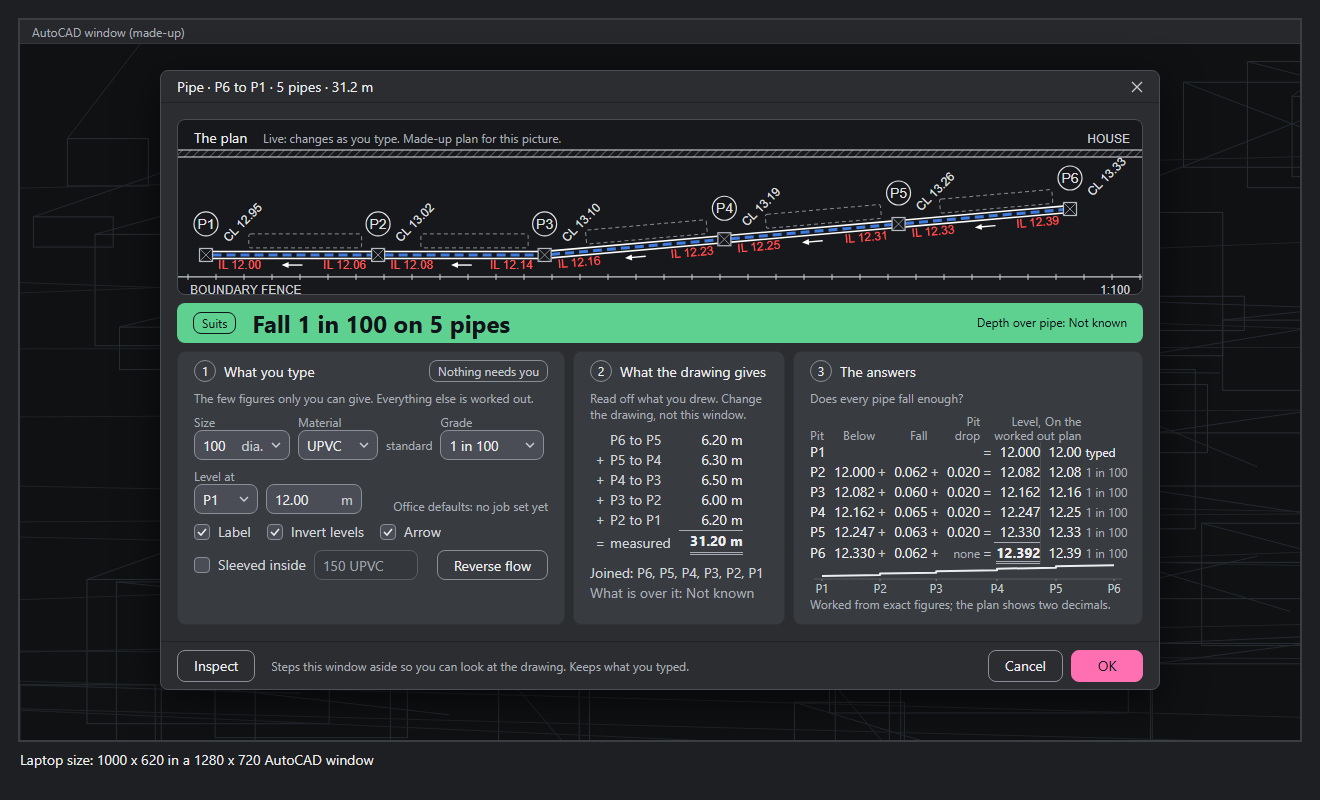 AutoCAD window (made-up)
Pipe · P6 to P1 · 5 pipes · 31.2 m
The plan Live: changes as you type. Made-up plan for this picture. HOUSE
P1 CL 12.95 P2 CL 13.02 P3 CL 13.10 P4 CL 13.19 P5 CL 13.26 P6 CL 13.33
IL 12.00 IL 12.06 IL 12.08 IL 12.14 IL 12.16 IL 12.23 IL 12.25 IL 12.31 IL 12.33 IL 12.39
BOUNDARY FENCE 1:100
Suits Fall 1 in 100 on 5 pipes Depth over pipe: Not known
1 What you type Nothing needs you
The few figures only you can give. Everything else is worked out.
Size Material Grade
100 dia. UPVC standard 1 in 100
Level at
P1 12.00 m Office defaults: no job set yet
Label Invert levels Arrow
Sleeved inside 150 UPVC Reverse flow
2 What the drawing gives
Read off what you drew. Change
the drawing, not this window.
P6 to P5 6.20 m
+ P5 to P4 6.30 m
+ P4 to P3 6.50 m
+ P3 to P2 6.00 m
+ P2 to P1 6.20 m
= measured 31.20 m
Joined: P6, P5, P4, P3, P2, P1
What is over it: Not known
3 The answers
Does every pipe fall enough?
Pit Level, On the
Pit Below Fall drop worked out plan
P1 = 12.000 12.00 typed
P2 12.000 + 0.062 + 0.020 = 12.082 12.08 1 in 100
P3 12.082 + 0.060 + 0.020 = 12.162 12.16 1 in 100
P4 12.162 + 0.065 + 0.020 = 12.247 12.25 1 in 100
P5 12.247 + 0.063 + 0.020 = 12.330 12.33 1 in 100
P6 12.330 + 0.062 + none = 12.392 12.39 1 in 100
P1 P2 P3 P4 P5 P6
Worked from exact figures; the plan shows two decimals.
Inspect Steps this window aside so you can look at the drawing. Keeps what you typed. Cancel OK
Laptop size: 1000 x 620 in a 1280 x 720 AutoCAD window